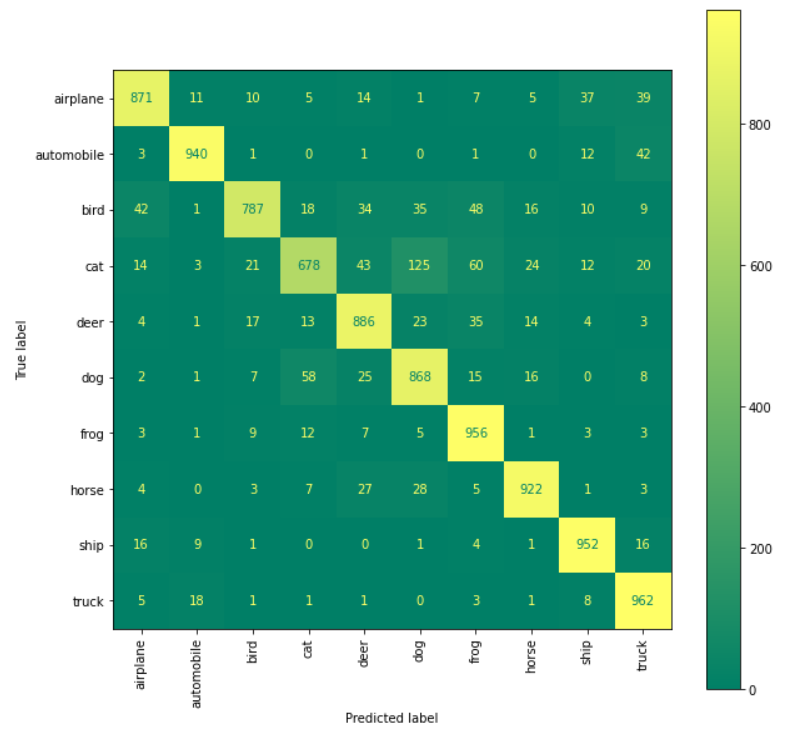 airplane 871 11 10 5 14 1 7 5 37 39
automobile 3 940 1 0 1 0 1 0 12 42
bird 42 1 787 18 34 35 48 16 10 9
cat 14 3 21 678 43 125 60 24 12 20
deer 4 1 17 13 886 23 35 14 4 3
dog 2 1 7 58 25 868 15 16 0 8
frog 3 1 9 12 7 5 956 1 3 3
horse 4 0 3 7 27 28 5 922 1 3
ship 16 9 1 0 0 1 4 1 952 16
truck 5 18 1 1 1 0 3 1 8 962
airplane automobile bird cat deer dog frog horse ship truck
Predicted label
True label
800
600
400
200
0